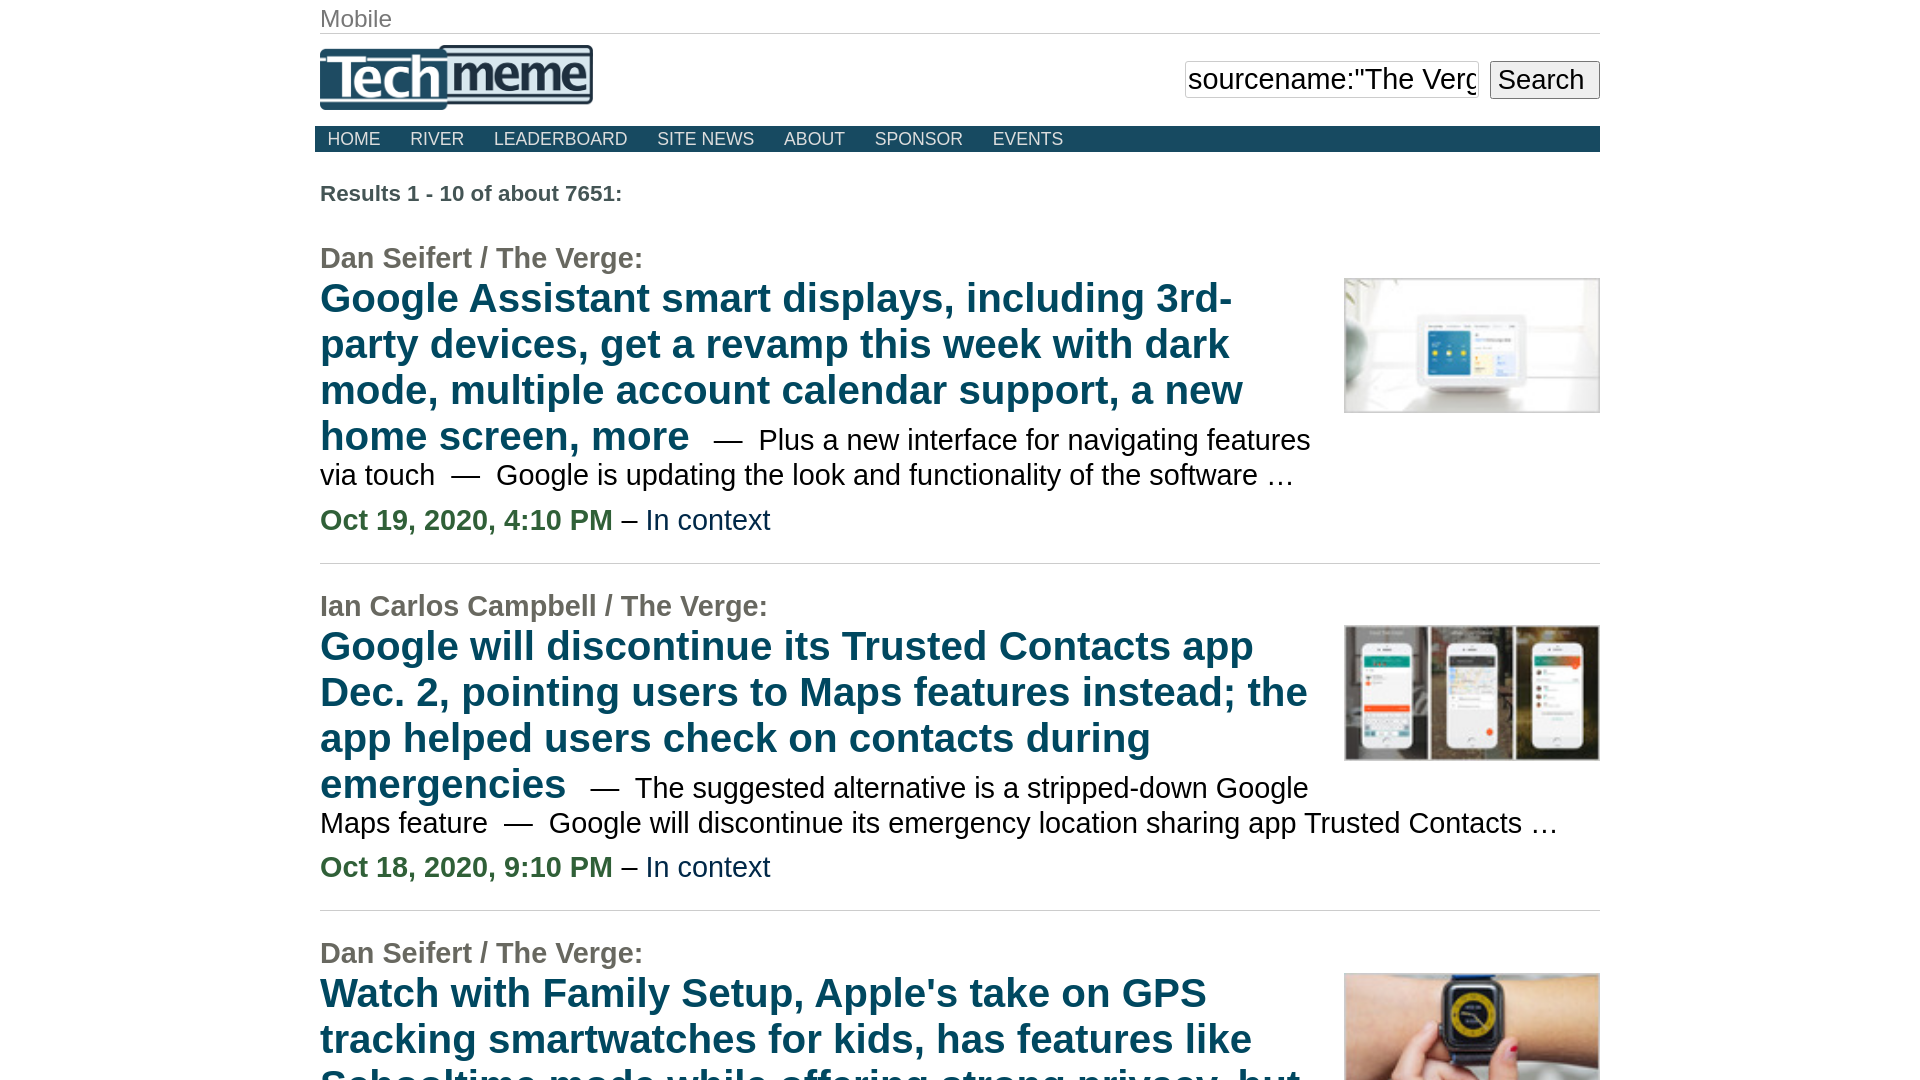 Mobile
Techmeme
sourcename:"The Verg
Search
HOME RIVER LEADERBOARD SITE NEWS ABOUT SPONSOR EVENTS
Results 1 - 10 of about 7651:
Dan Seifert / The Verge:
Google Assistant smart displays, including 3rd-
party devices, get a revamp this week with dark
mode, multiple account calendar support, a new
home screen, more — Plus a new interface for navigating features
via touch — Google is updating the look and functionality of the software …
Oct 19, 2020, 4:10 PM – In context
Ian Carlos Campbell / The Verge:
Google will discontinue its Trusted Contacts app
Dec. 2, pointing users to Maps features instead; the
app helped users check on contacts during
emergencies — The suggested alternative is a stripped-down Google
Maps feature — Google will discontinue its emergency location sharing app Trusted Contacts …
Oct 18, 2020, 9:10 PM – In context
Dan Seifert / The Verge:
Watch with Family Setup, Apple's take on GPS
tracking smartwatches for kids, has features like
Schooltime mode while offering strong privacy, but